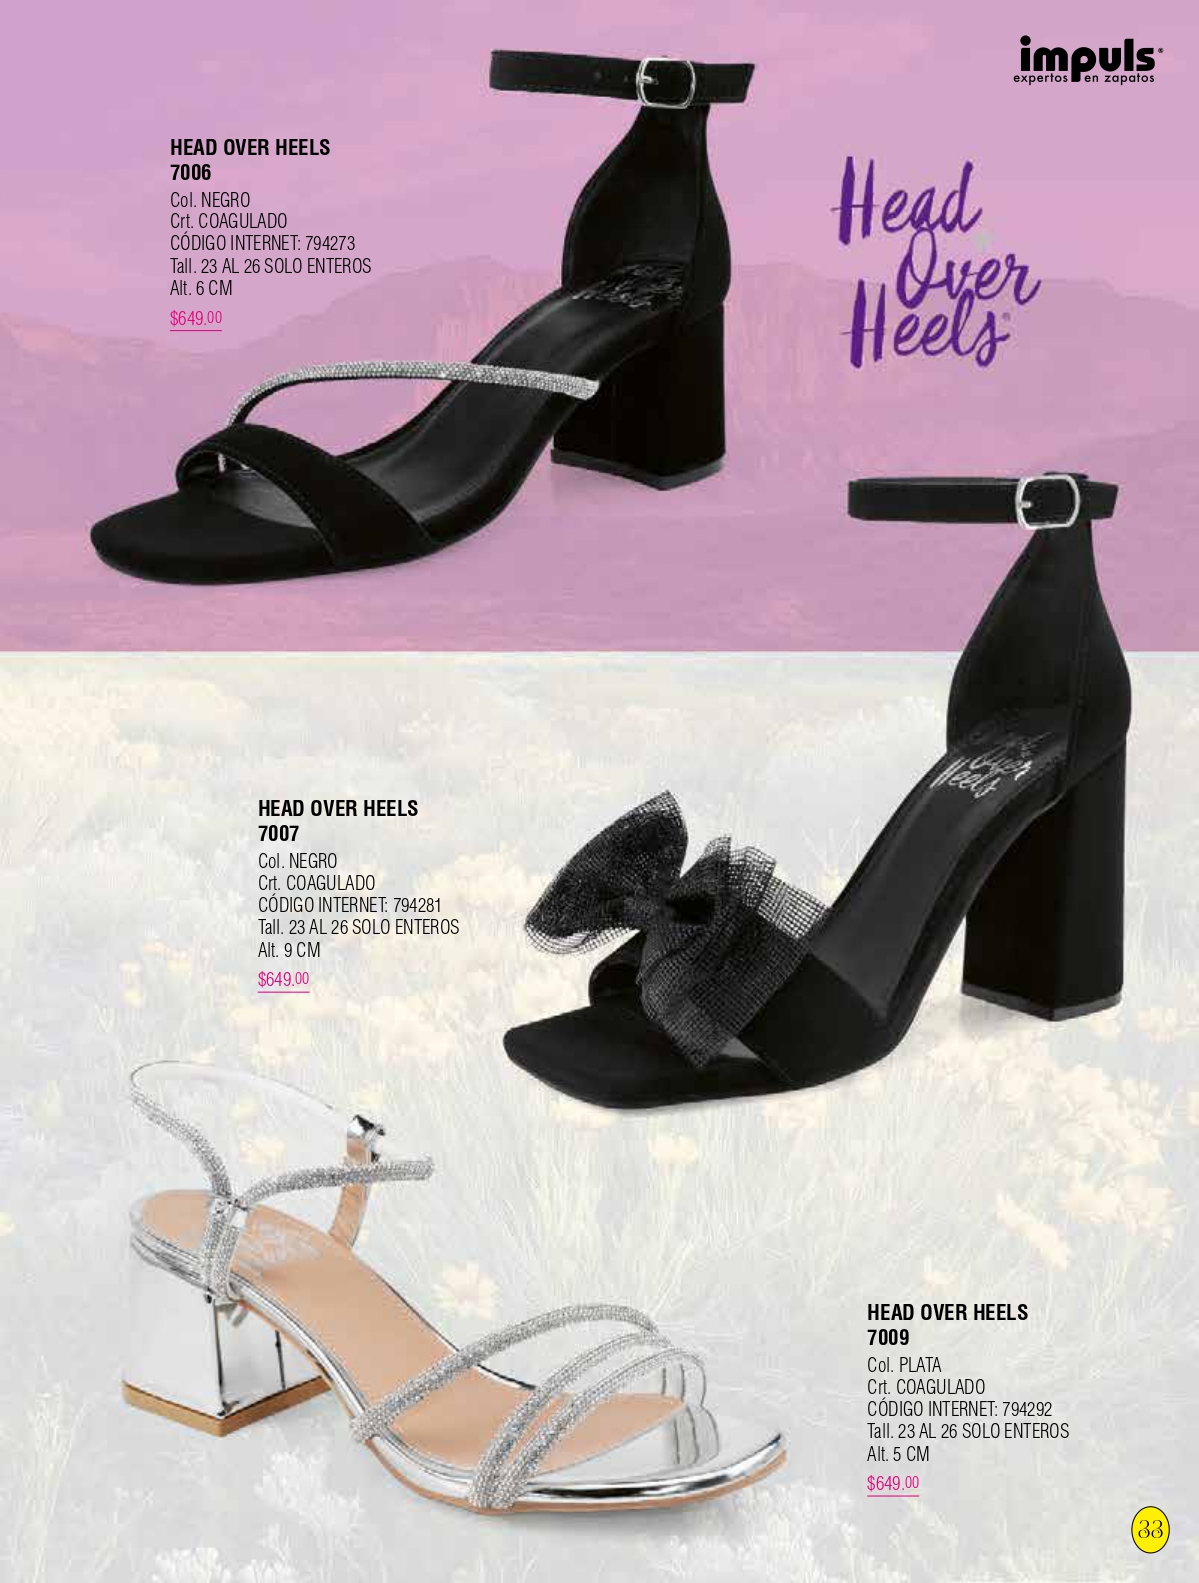 impuls®
expertos en zapatos
HEAD OVER HEELS
7006
Col. NEGRO
Crt. COAGULADO
CÓDIGO INTERNET: 794273
Tall. 23 AL 26 SOLO ENTEROS
Alt. 6 CM
$649.00
Head
Over
Heels®
HEAD OVER HEELS
7007
Col. NEGRO
Crt. COAGULADO
CÓDIGO INTERNET: 794281
Tall. 23 AL 26 SOLO ENTEROS
Alt. 9 CM
$649.00
Over
Heels
HEAD OVER HEELS
7009
Col. PLATA
Crt. COAGULADO
CÓDIGO INTERNET: 794292
Tall. 23 AL 26 SOLO ENTEROS
Alt. 5 CM
$649.00
33